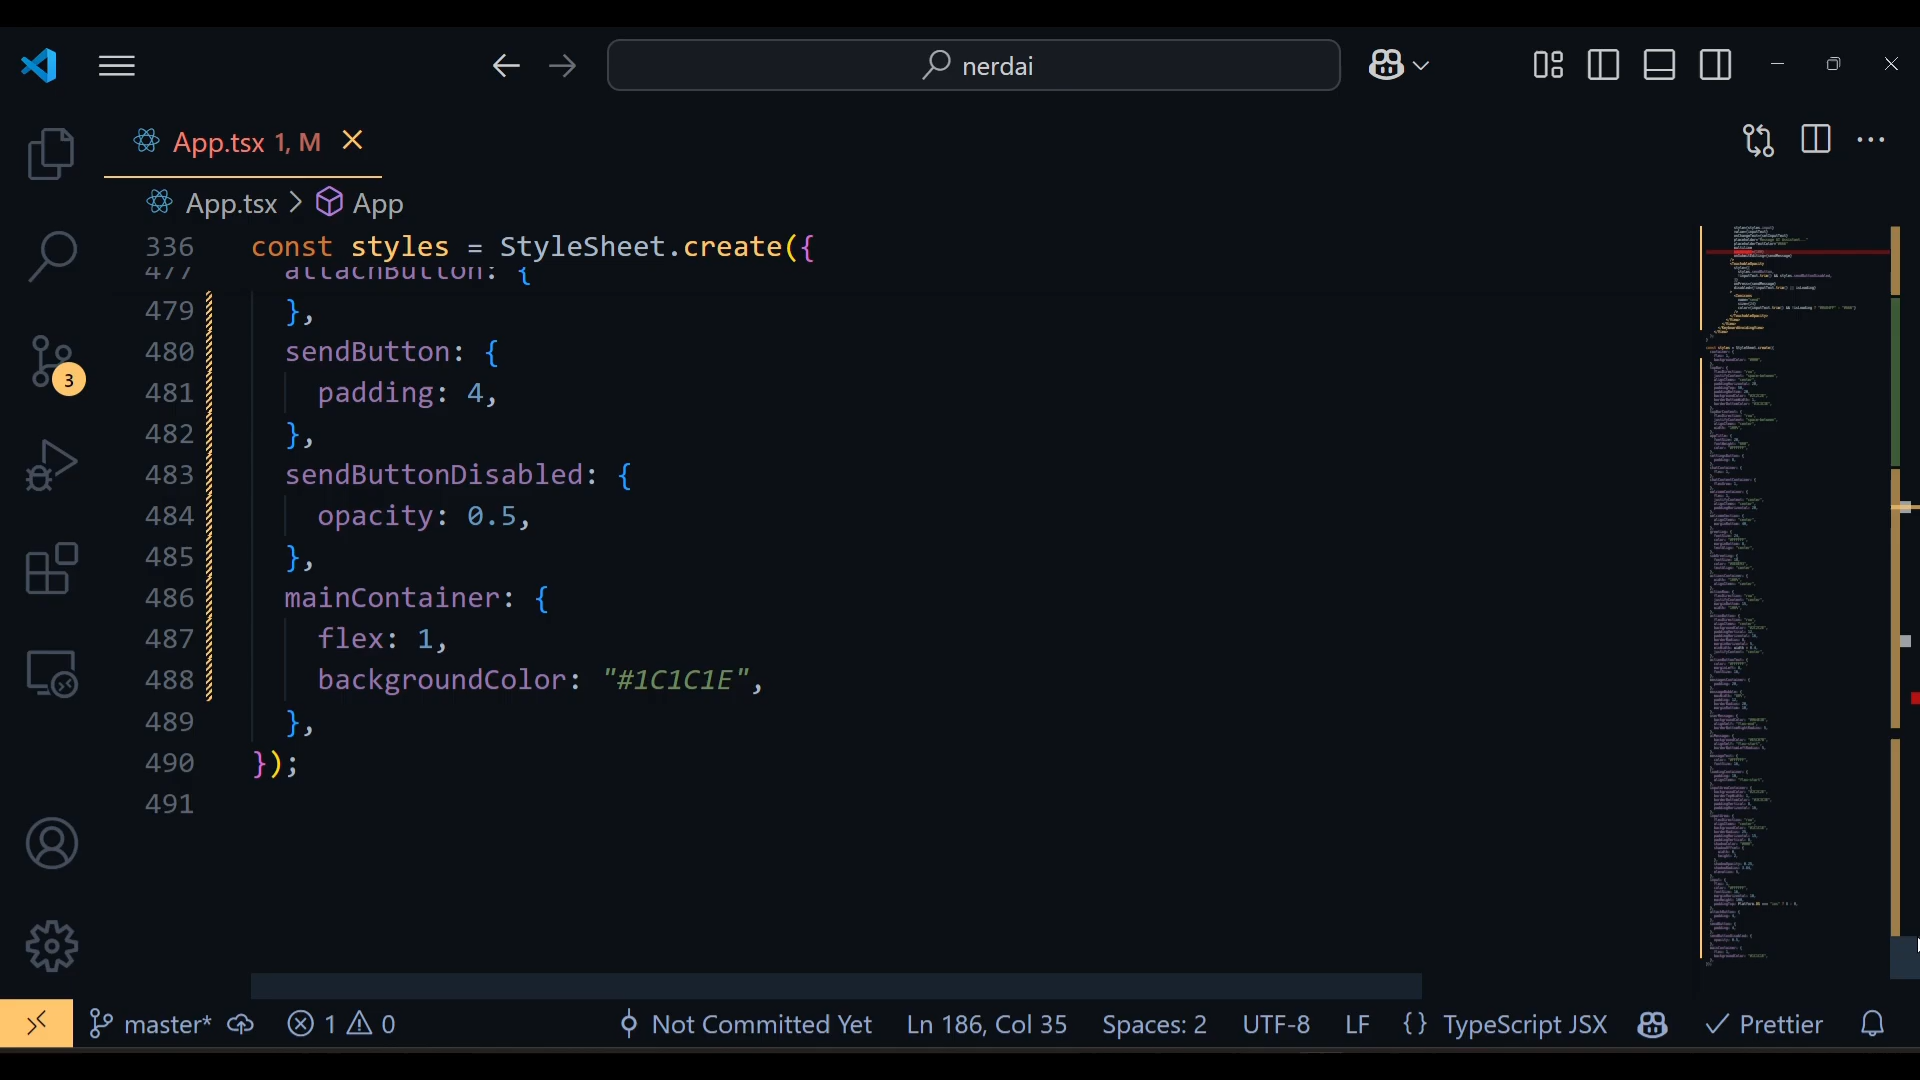 nerdai
App.tsx 1, M
App.tsx > App
336 const styles = StyleSheet.create({
477 attachButton: {
479 },
480 sendButton: {
481 padding: 4,
482 },
483 sendButtonDisabled: {
484 opacity: 0.5,
485 },
486 mainContainer: {
487 flex: 1,
488 backgroundColor: "#1C1C1E",
489 },
490 });
491
3
master* 1 0 Not Committed Yet Ln 186, Col 35 Spaces: 2 UTF-8 LF {} TypeScript JSX Prettier